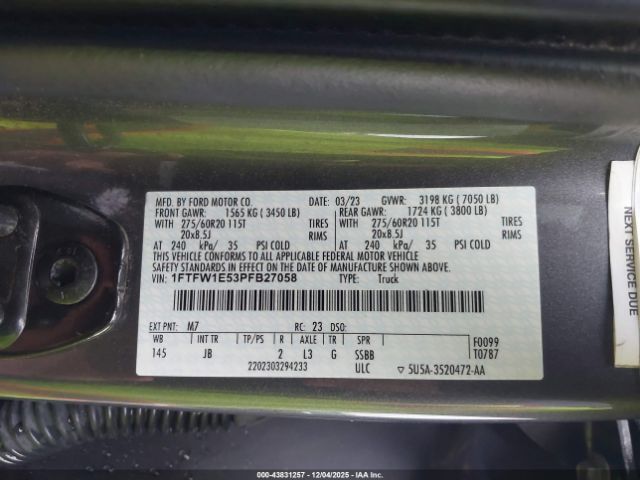 MFD. BY FORD MOTOR CO. DATE: 03/23 GVWR: 3198 KG ( 7050 LB)
FRONT GAWR: 1565 KG ( 3450 LB) REAR GAWR: 1724 KG ( 3800 LB)
WITH 275/60R20 115T TIRES WITH 275/60R20 115T TIRES
20x8.5J RIMS 20x8.5J RIMS
AT 240 kPa/ 35 PSI COLD AT 240 kPa/ 35 PSI COLD
THIS VEHICLE CONFORMS TO ALL APPLICABLE FEDERAL MOTOR VEHICLE
SAFETY STANDARDS IN EFFECT ON THE DATE OF MANUFACTURE SHOWN ABOVE.
VIN: 1FTFW1E53PFB27058 TYPE: Truck
EXT PNT: M7 RC: 23 DSO:
WB INT TR TP/PS R AXLE TR SPR F0099
145 JB 2 L3 G SSBB T0787
2202303294233 ULC ▽ 5U5A-3520472-AA
NEXT SERVICE DUE
000-43831257 - 12/04/2025 - IAAI, Inc.